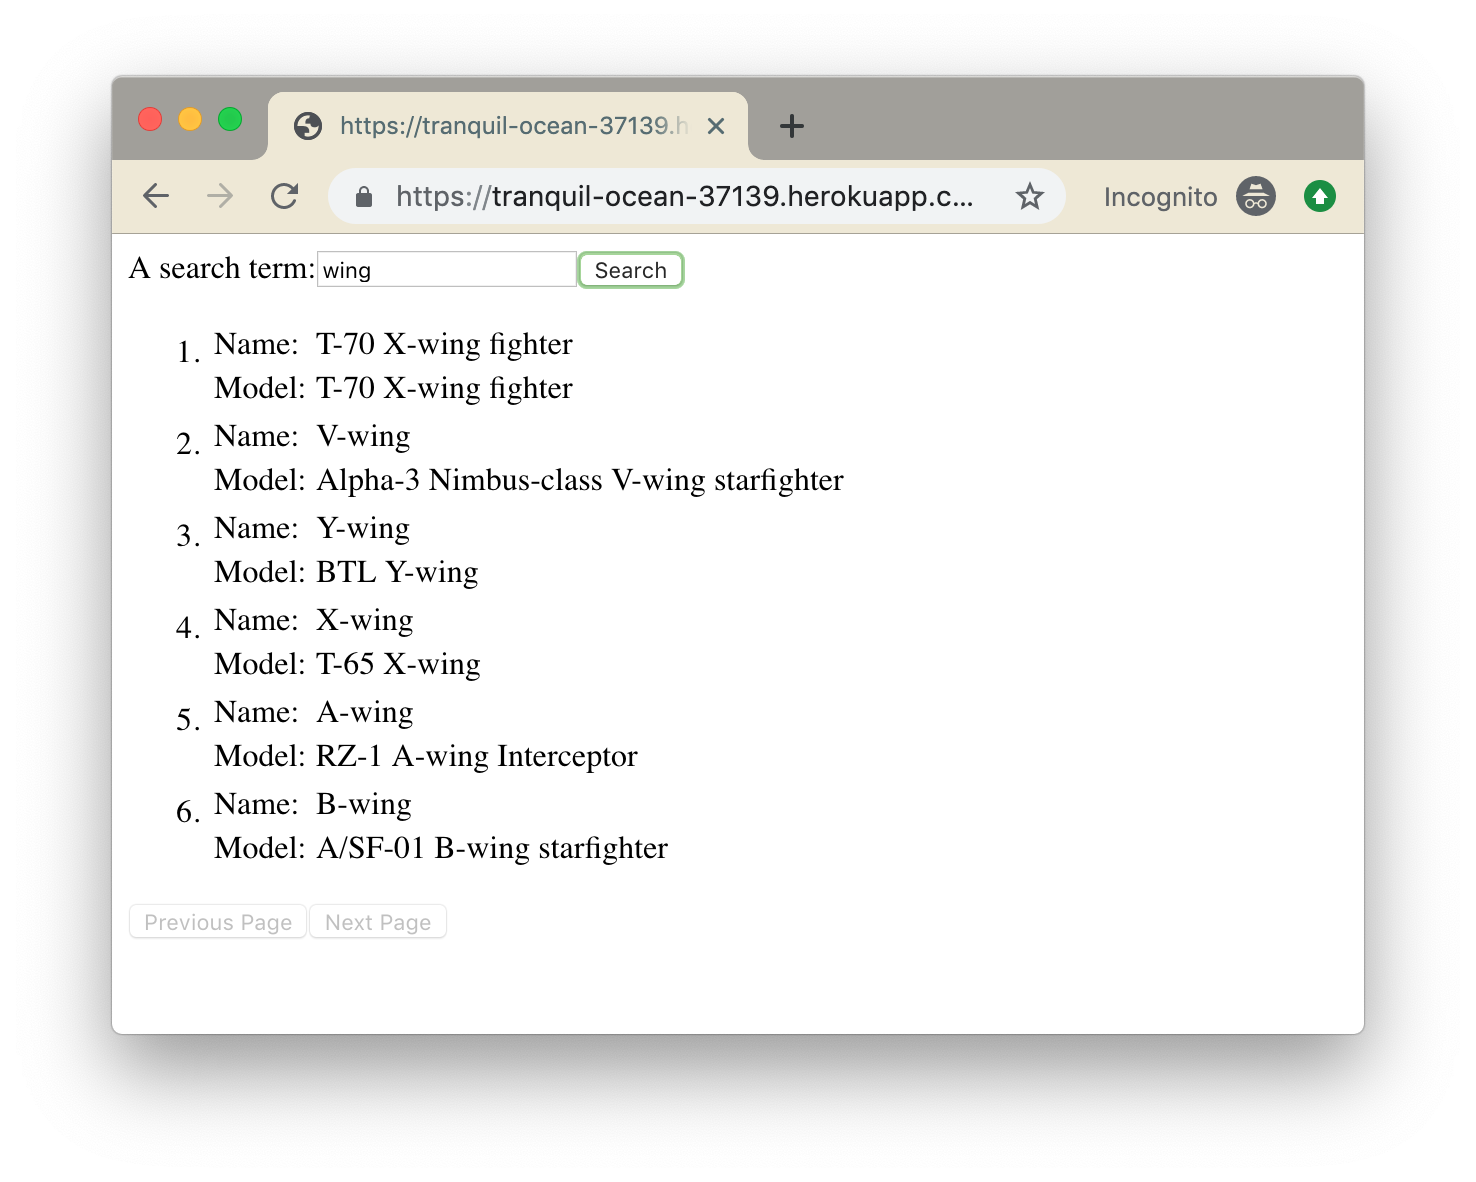 https://tranquil-ocean-37139.h
https://tranquil-ocean-37139.herokuapp.c...
Incognito
A search term: wing Search
1. Name: T-70 X-wing fighter
Model: T-70 X-wing fighter
2. Name: V-wing
Model: Alpha-3 Nimbus-class V-wing starfighter
3. Name: Y-wing
Model: BTL Y-wing
4. Name: X-wing
Model: T-65 X-wing
5. Name: A-wing
Model: RZ-1 A-wing Interceptor
6. Name: B-wing
Model: A/SF-01 B-wing starfighter
Previous Page Next Page